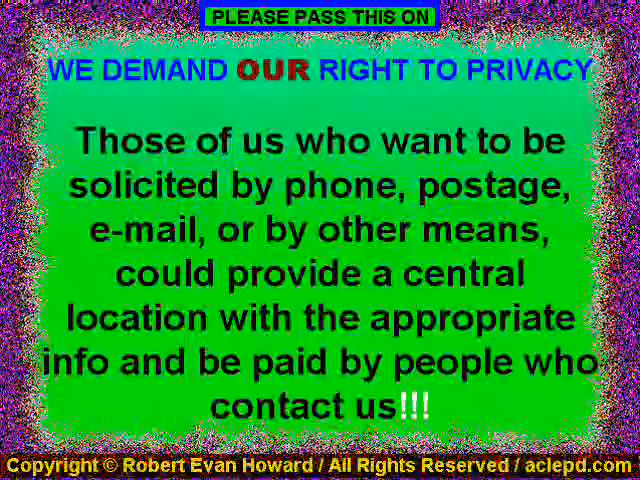 PLEASE PASS THIS ON
WE DEMAND OUR RIGHT TO PRIVACY
Those of us who want to be
solicited by phone, postage,
e-mail, or by other means,
could provide a central
location with the appropriate
info and be paid by people who
contact us!!!
Copyright © Robert Evan Howard / All Rights Reserved / aclepd.com